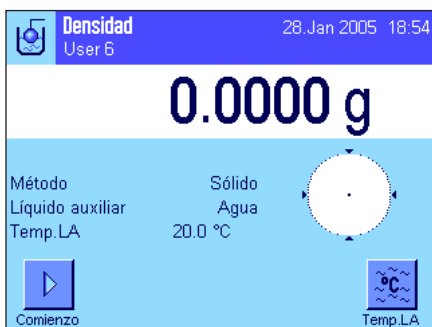 Densidad 28.Jan 2005 18:54
User 6
0.0000 g
Método Sólido
Líquido auxiliar Agua
Temp.LA 20.0 °C
°C
Comienzo Temp.LA